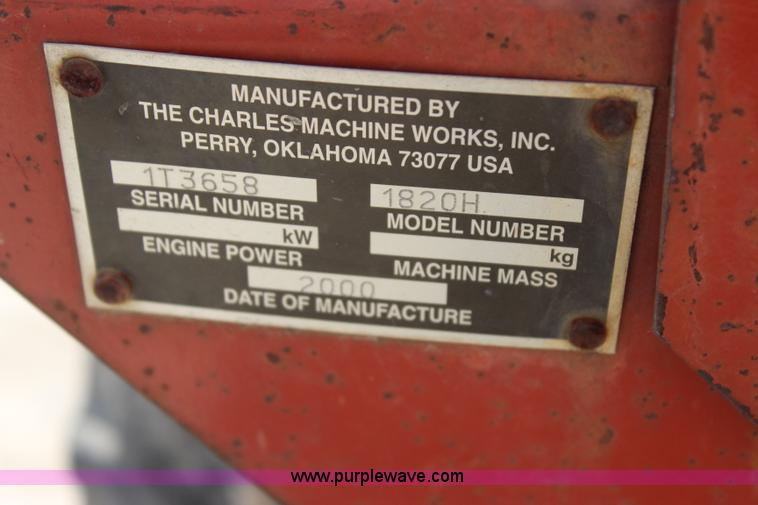 MANUFACTURED BY
THE CHARLES MACHINE WORKS, INC.
PERRY, OKLAHOMA 73077 USA
1T3658 1820H
SERIAL NUMBER MODEL NUMBER
kW kg
ENGINE POWER MACHINE MASS
2000
DATE OF MANUFACTURE
www.purplewave.com